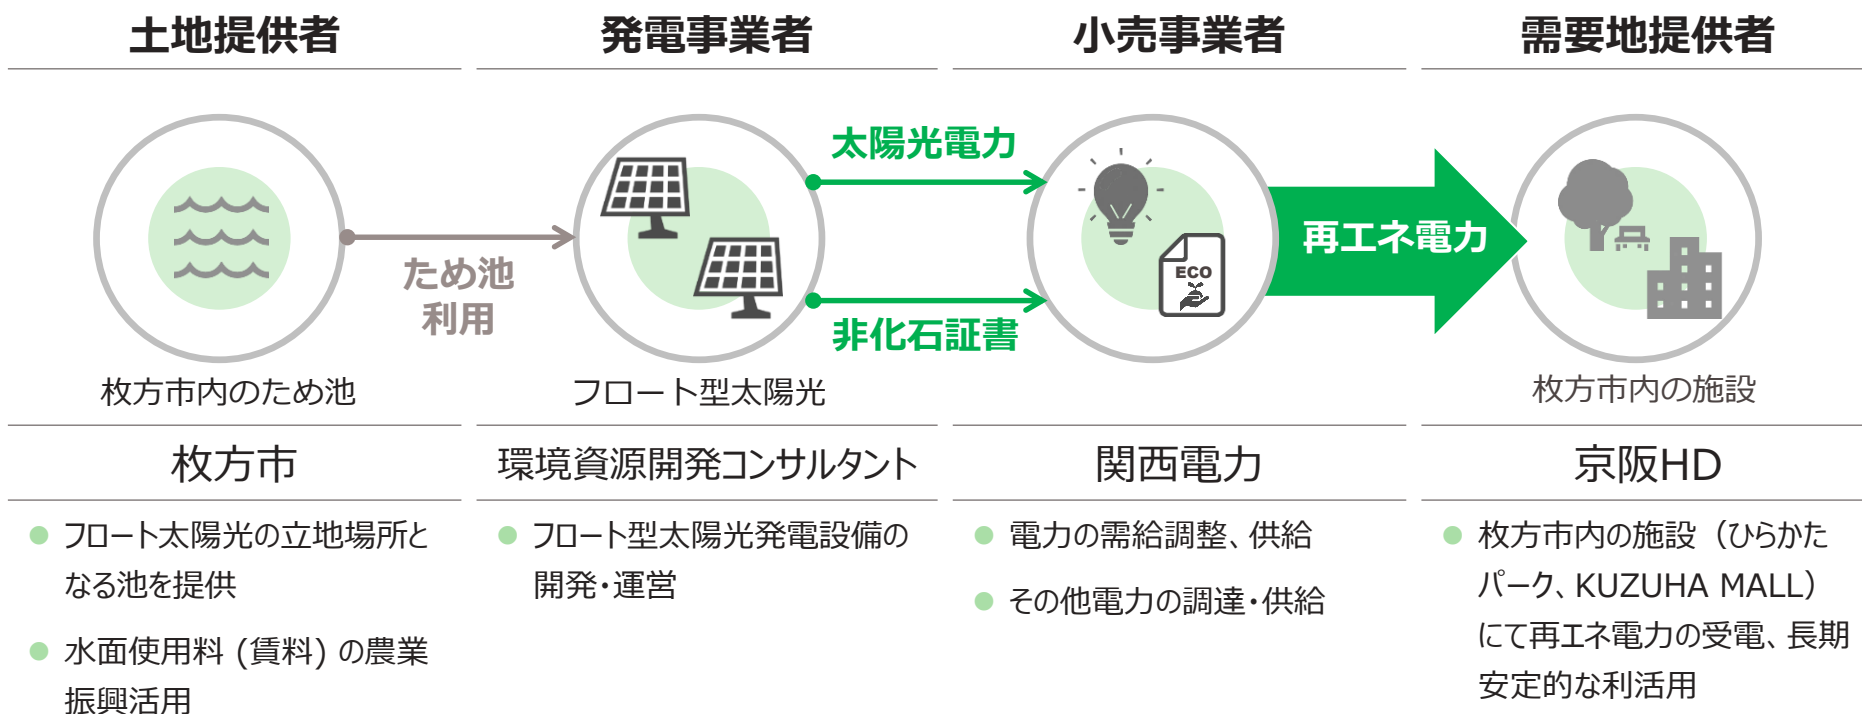 土地提供者
発電事業者
小売事業者
需要地提供者
太陽光電力
ため池
利用
非化石証書
ECO
再エネ電力
枚方市内のため池
フロート型太陽光
枚方市内の施設
枚方市
環境資源開発コンサルタント
関西電力
京阪HD
フロート太陽光の立地場所と
なる池を提供
水面使用料 (賃料) の農業
振興活用
フロート型太陽光発電設備の
開発・運営
電力の需給調整、供給
その他電力の調達・供給
枚方市内の施設（ひらかた
パーク、KUZUHA MALL）
にて再エネ電力の受電、長期
安定的な利活用